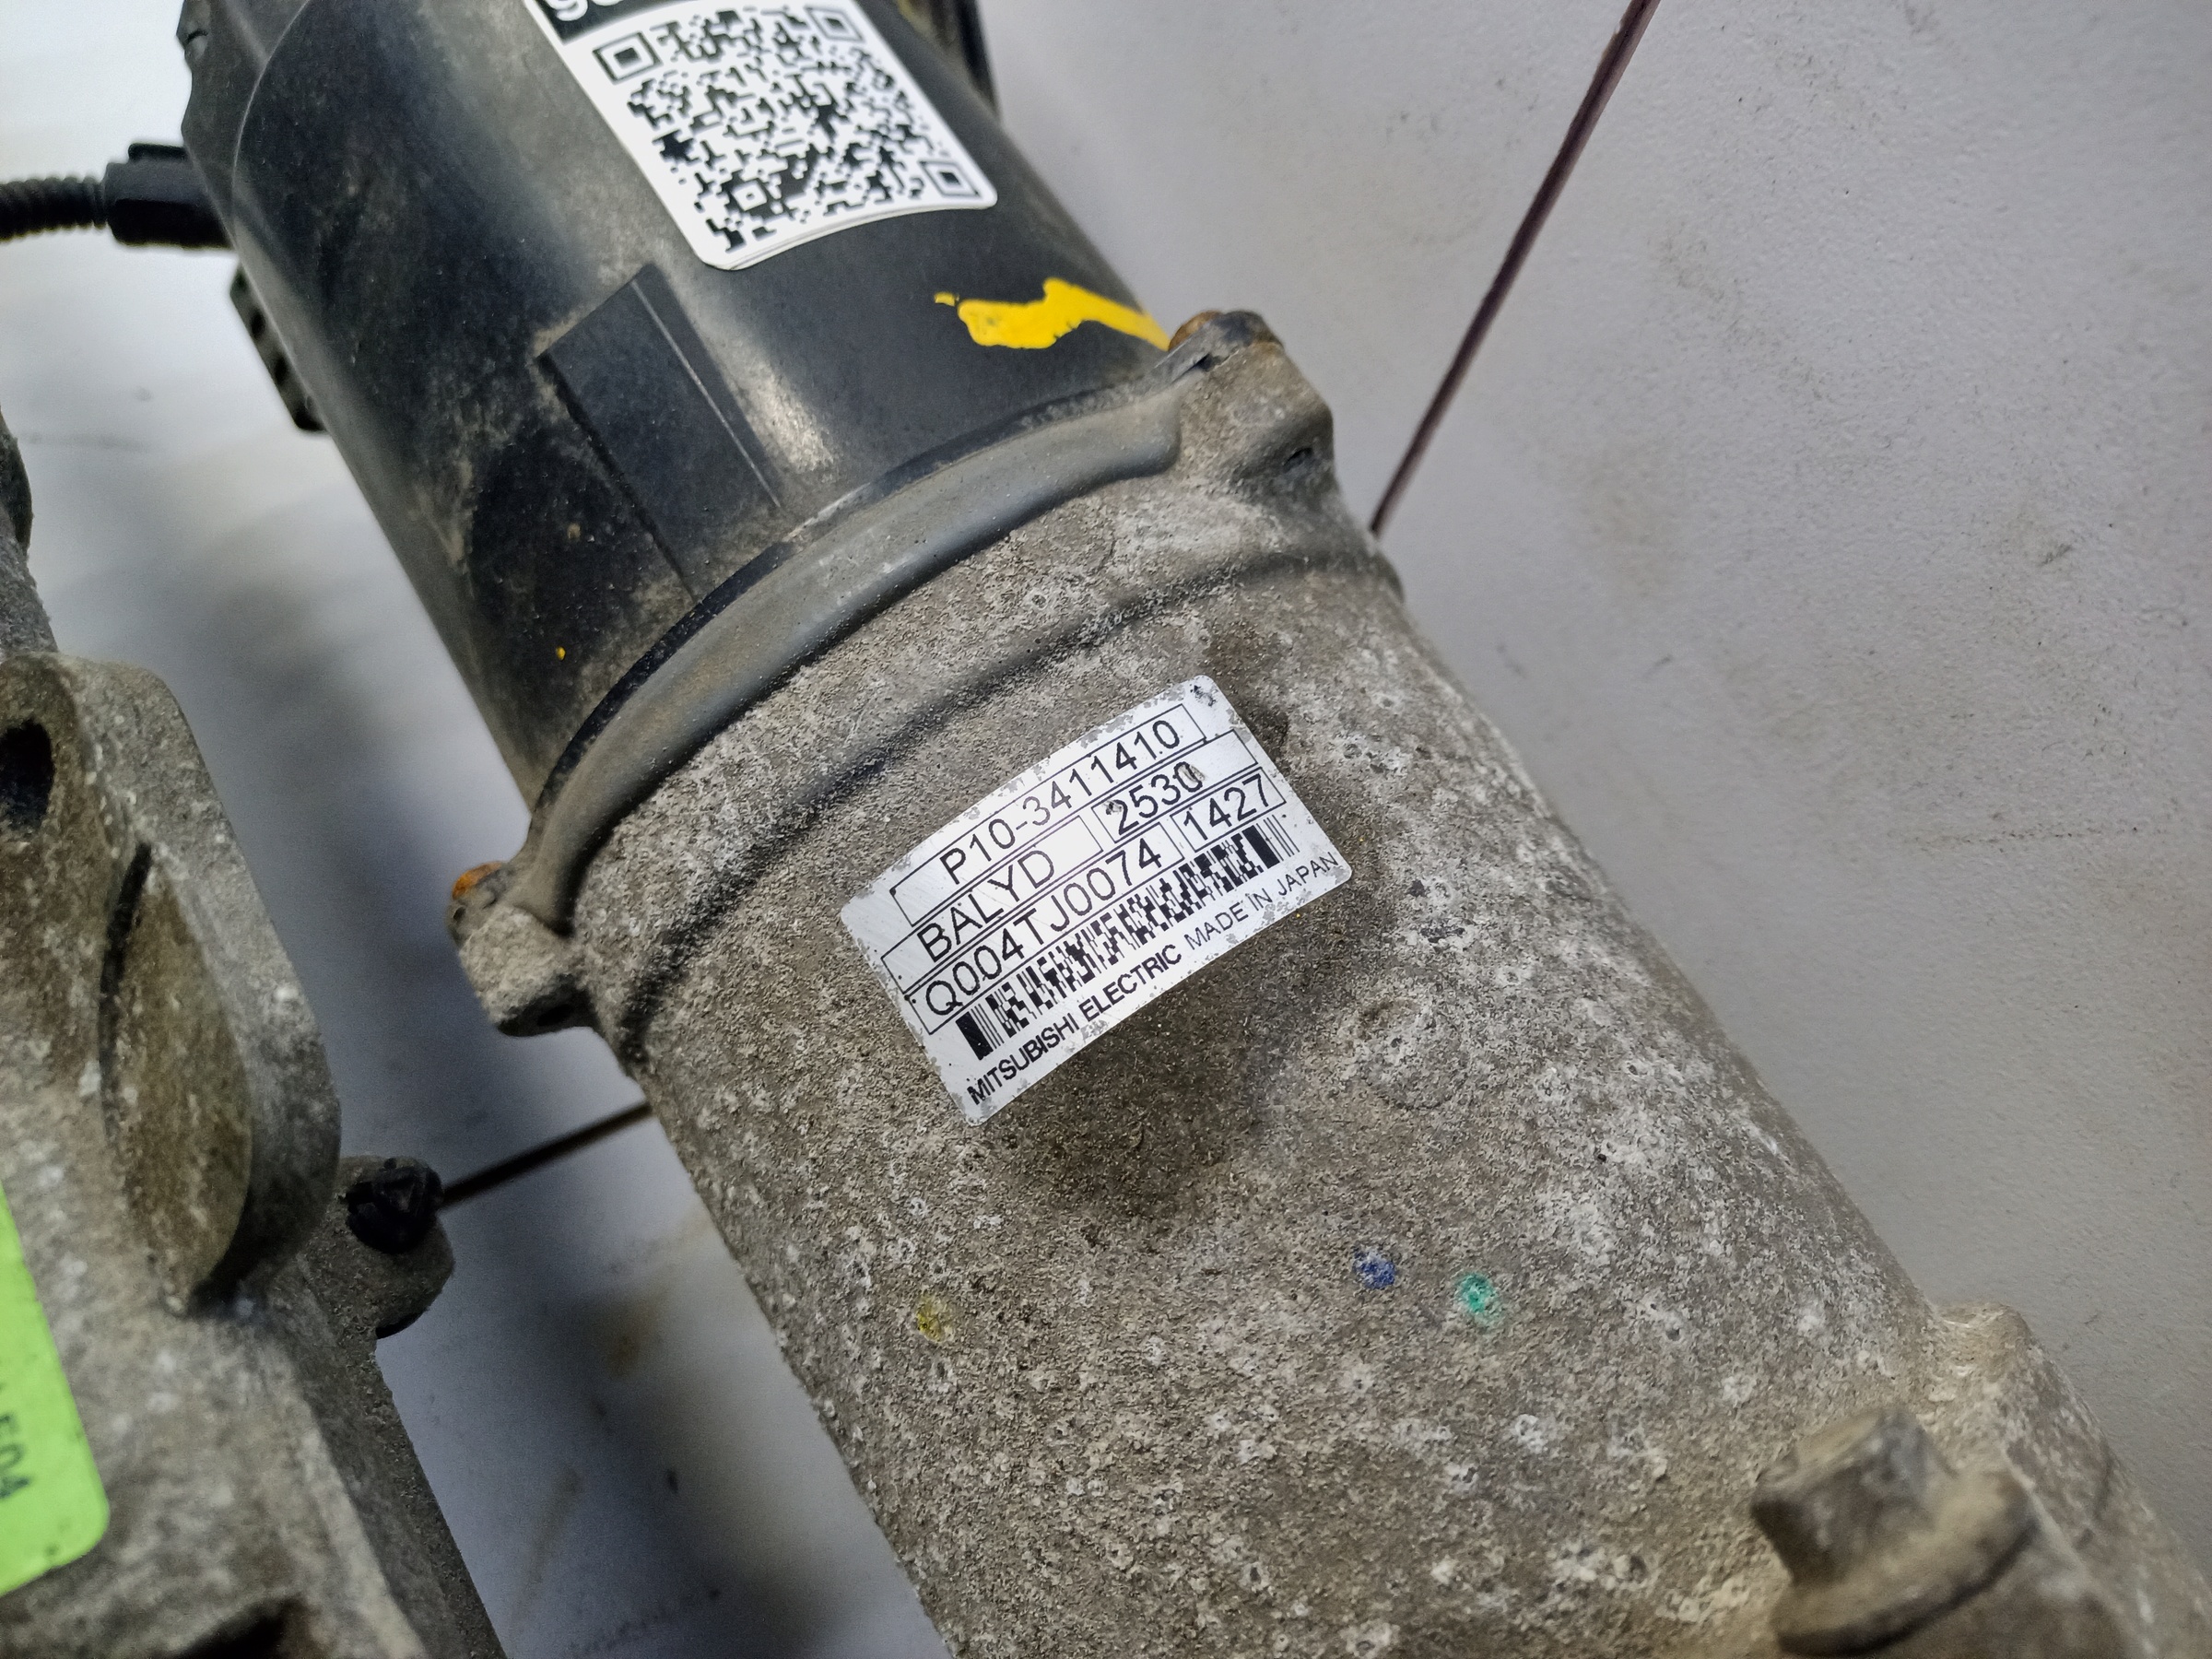 P10-3411410
BALYD 2530
Q004TJ0074 1427
MITSUBISHI ELECTRIC MADE IN JAPAN